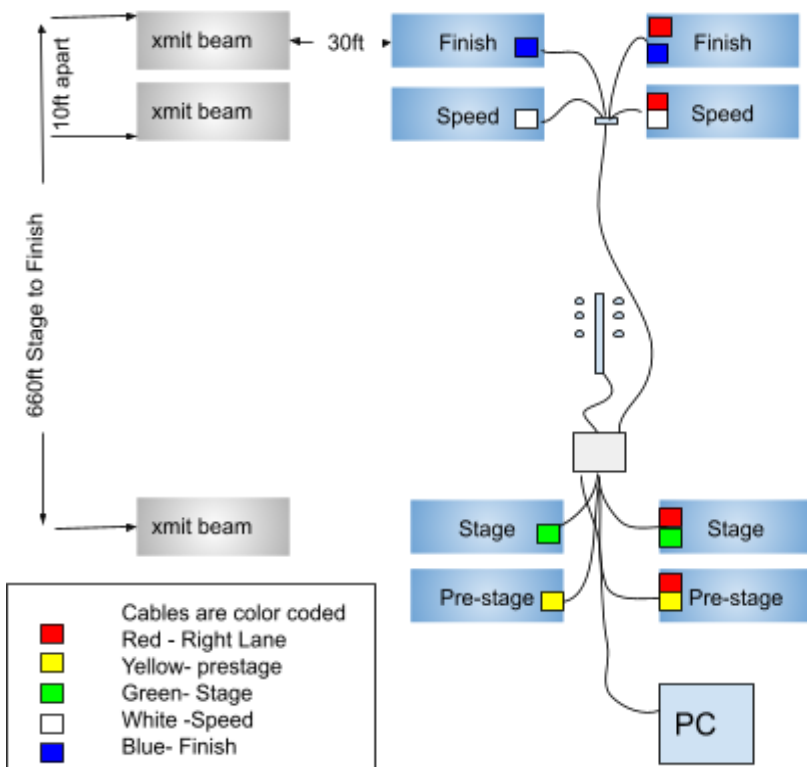 xmit beam
30ft
Finish
Finish
10ft apart
xmit beam
Speed
Speed
660ft Stage to Finish
xmit beam
Stage
Stage
Pre-stage
Pre-stage
Cables are color coded
Red - Right Lane
Yellow- prestage
Green- Stage
White -Speed
Blue- Finish
PC